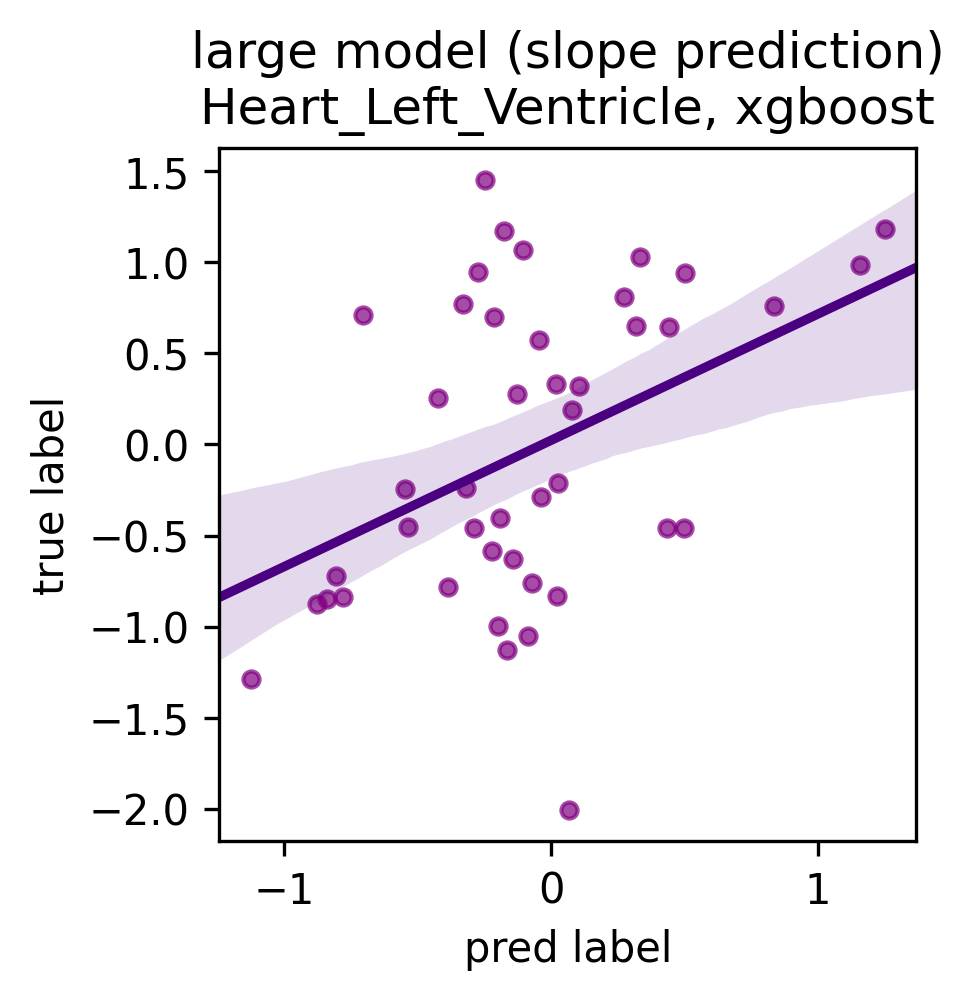 large model (slope prediction)
Heart_Left_Ventricle, xgboost
1.5
1.0
0.5
0.0
−0.5
−1.0
−1.5
−2.0
true label
−1
0
1
pred label